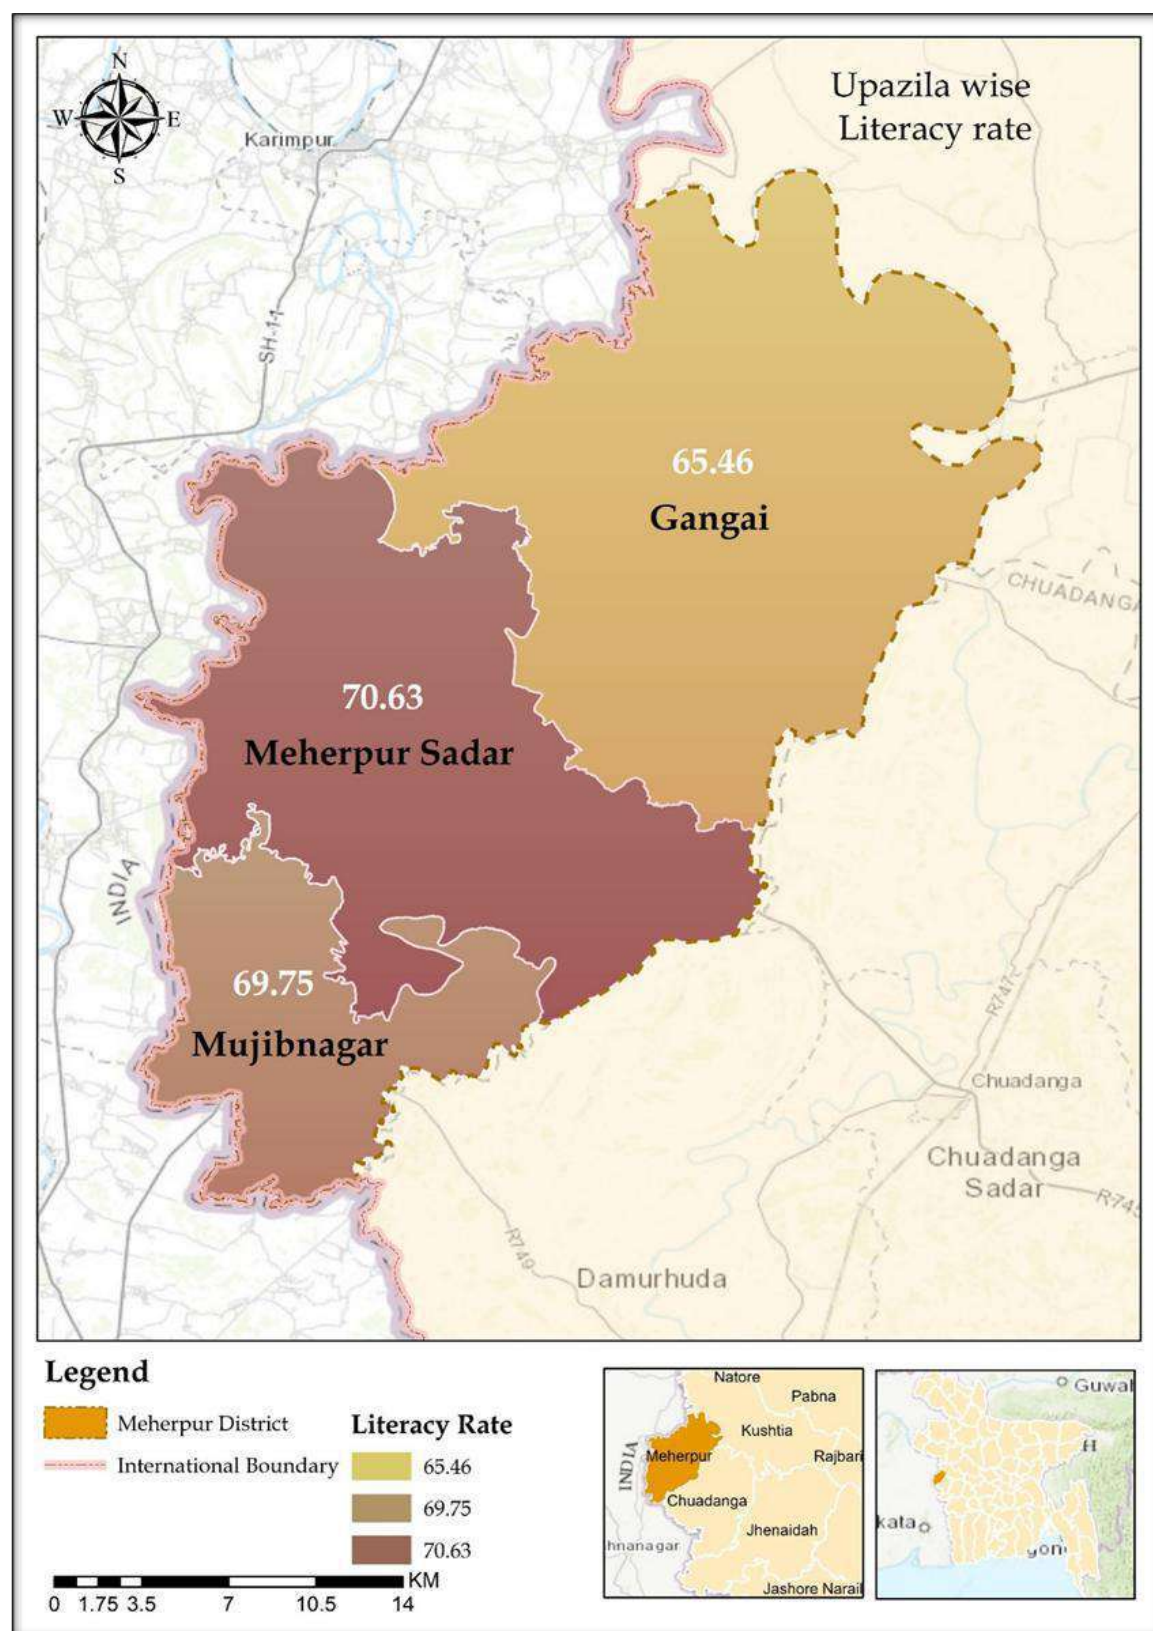 N
W E
S
Upazila wise
Literacy rate
Karimpur
SH-11
65.46
Gangai
CHUADANGA
70.63
Meherpur Sadar
INDIA
69.75
Mujibnagar
R747
Chuadanga
Chuadanga
Sadar
R745
R749
Damurhuda
Legend
Meherpur District
International Boundary
Literacy Rate
65.46
69.75
70.63
KM
0 1.75 3.5 7 10.5 14
Natore
Pabna
Kushtia
INDIA
Meherpur
Rajbari
Chuadanga
Jhenaidah
hnanagar
Jashore Narail
Guwal
H
kata
gon